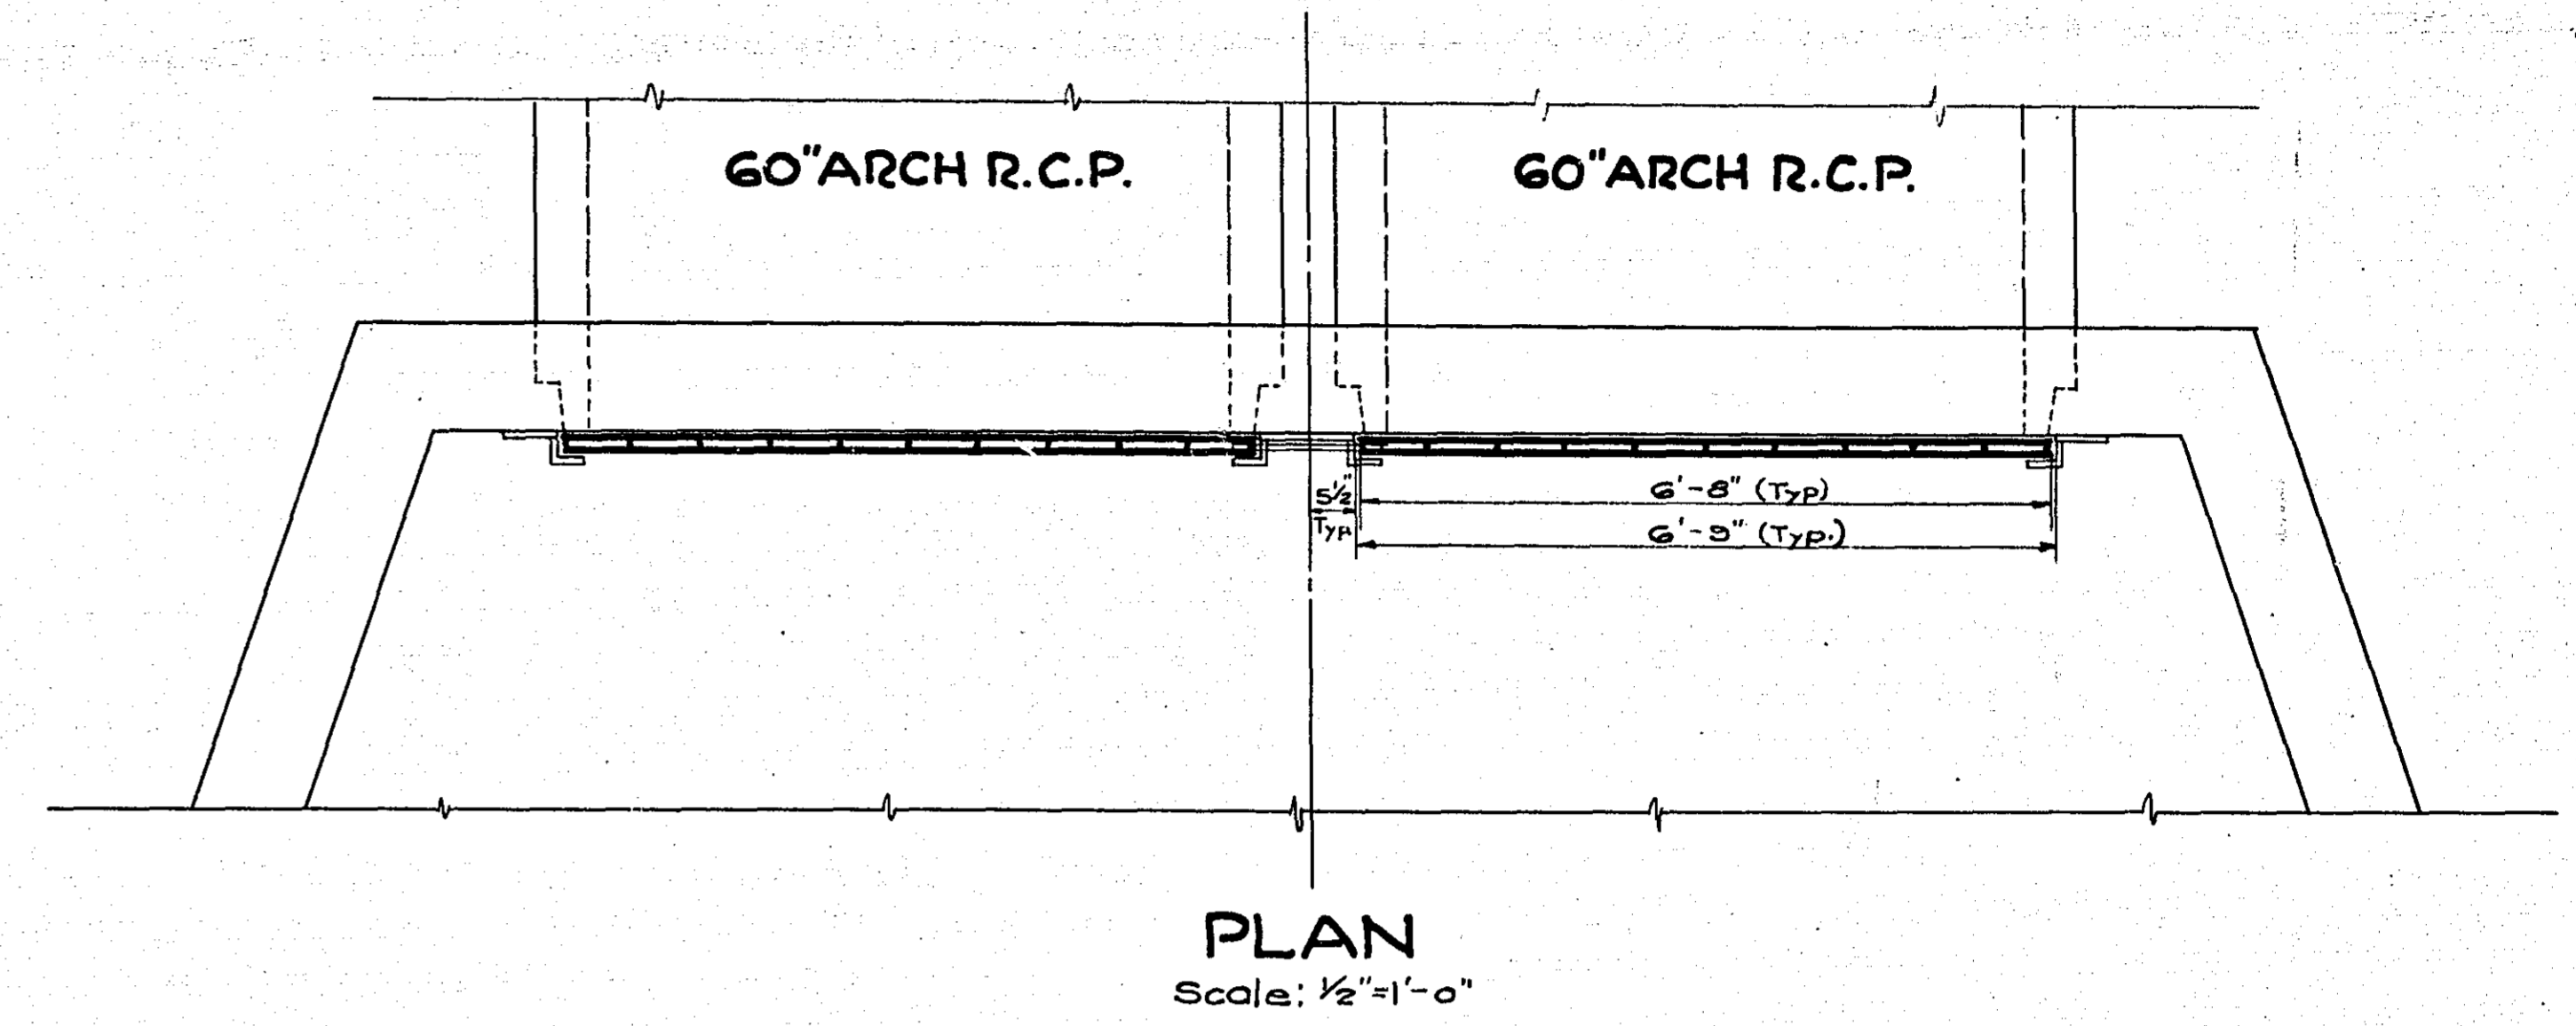 60" ARCH R.C.P.
60" ARCH R.C.P.
5½"
Typ
6'-8" (Typ)
6'-9" (Typ.)
PLAN
Scale: ½"=1'-0"